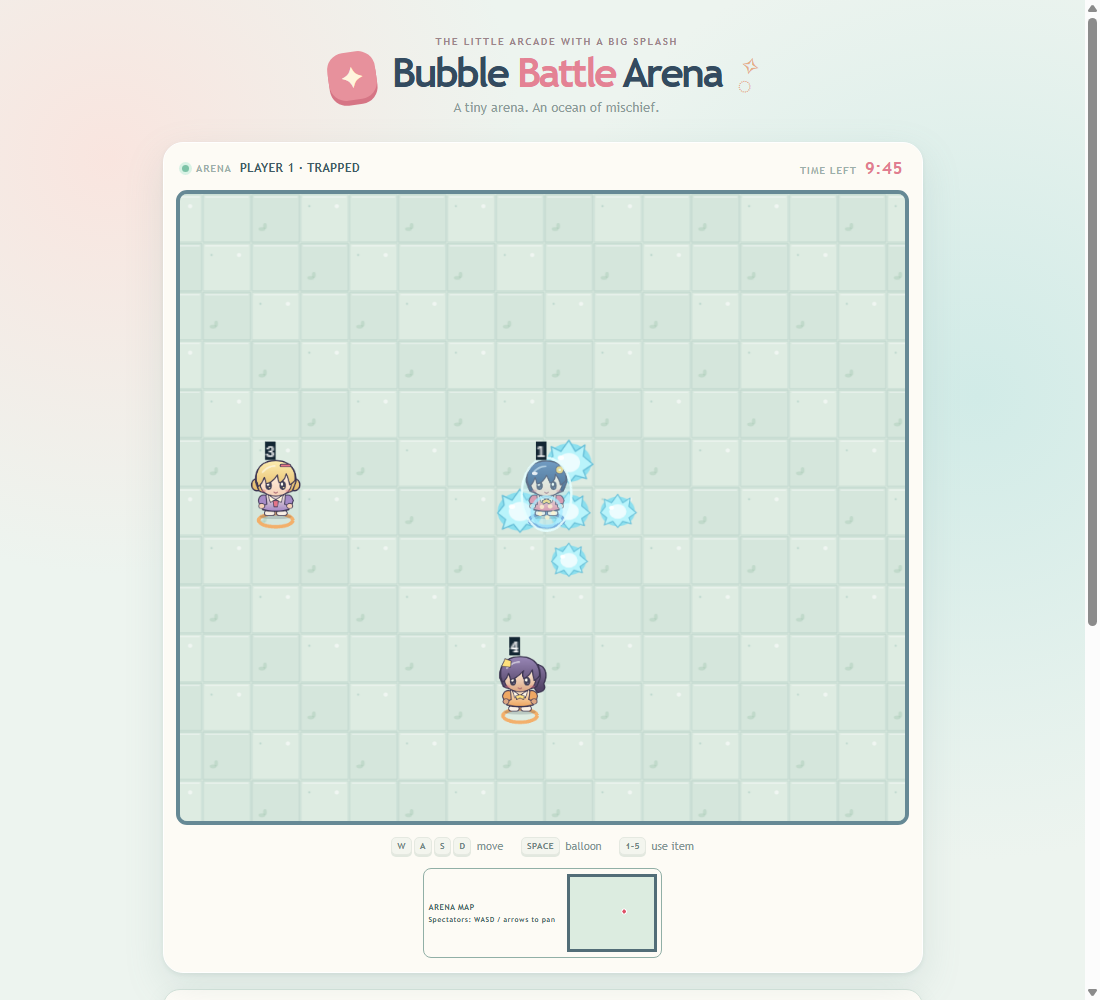 THE LITTLE ARCADE WITH A BIG SPLASH
Bubble Battle Arena
A tiny arena. An ocean of mischief.
ARENA PLAYER 1 · TRAPPED
TIME LEFT 9:45
3
1
4
W A S D move SPACE balloon 1-5 use item
ARENA MAP
Spectators: WASD / arrows to pan